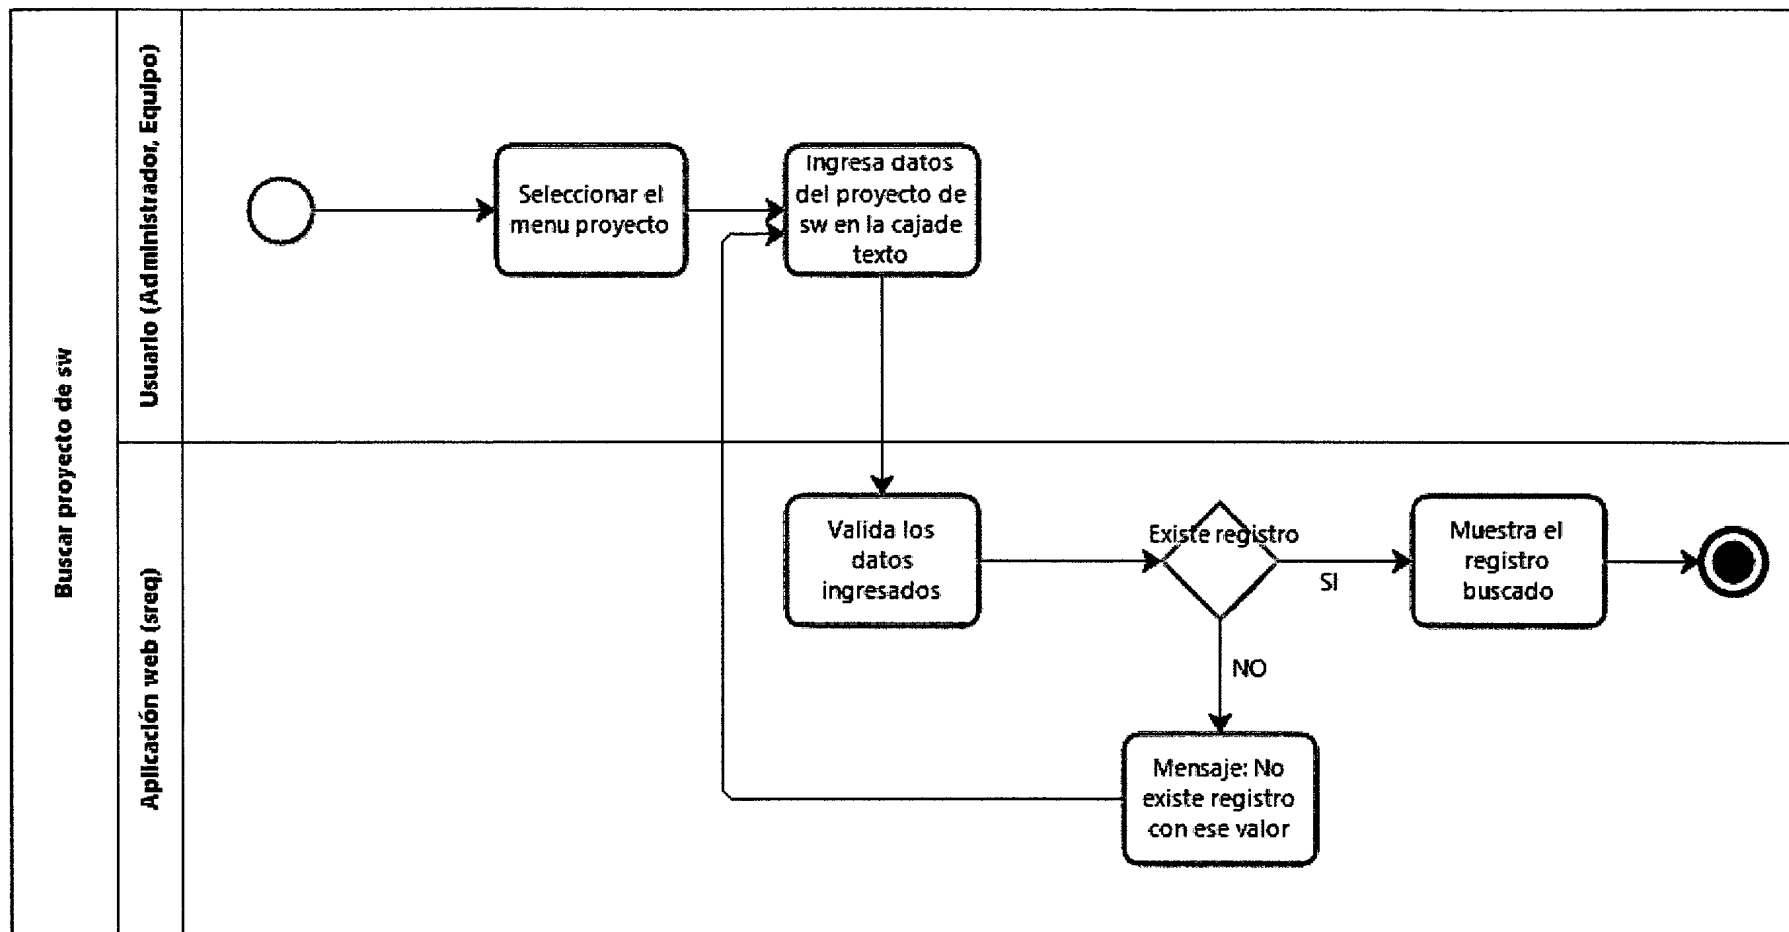 Buscar proyecto de sw
Usuario (Administrador, Equipo)
Seleccionar el
menu proyecto
Ingresa datos
del proyecto de
sw en la cajade
texto
Aplicación web (sreq)
Valida los
datos
ingresados
Existe registro
SI
Muestra el
registro
buscado
NO
Mensaje: No
existe registro
con ese valor